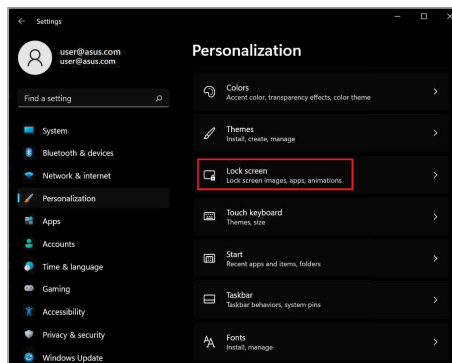 Settings
user@asus.com
user@asus.com
Find a setting
System
Bluetooth & devices
Network & internet
Personalization
Apps
Accounts
Time & language
Gaming
Accessibility
Privacy & security
Windows Update
Personalization
Colors
Accent color, transparency effects, color theme
Themes
Install, create, manage
Lock screen
Lock screen images, apps, animations
Touch keyboard
Themes, size
Start
Recent apps and items, folders
Taskbar
Taskbar behaviors, system pins
Fonts
Install, manage